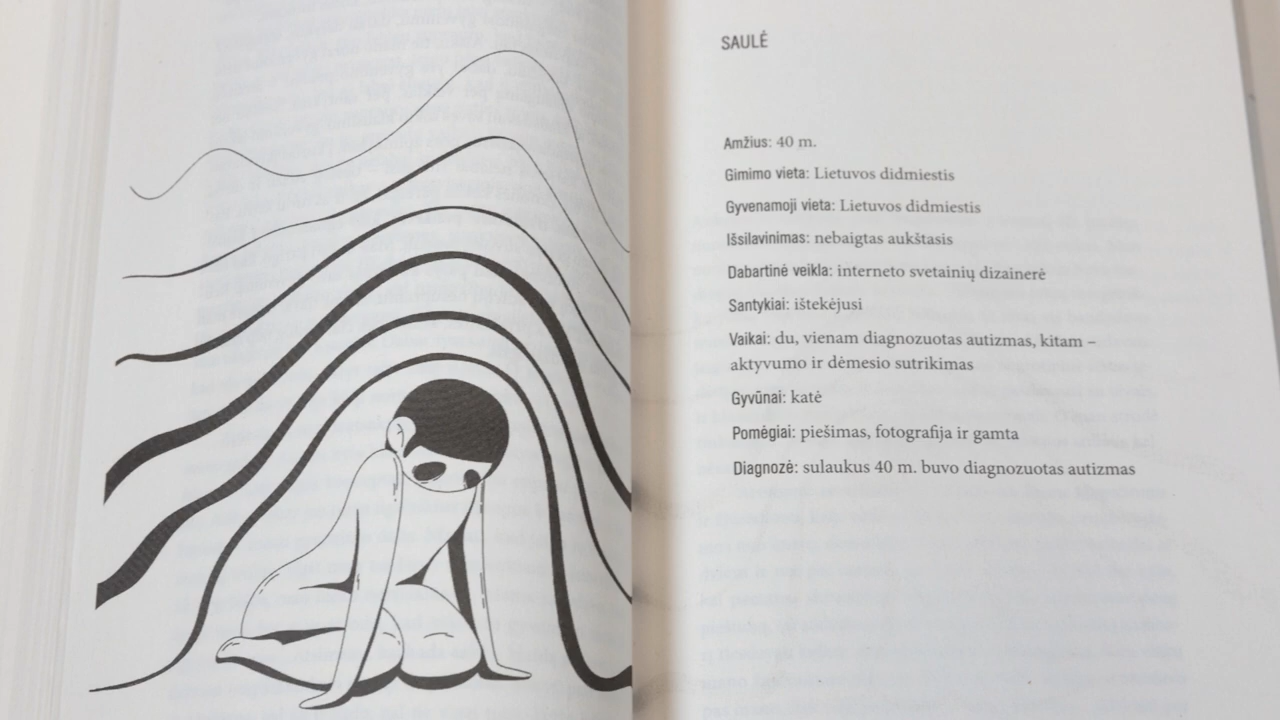 SAULĖ
Amžius: 40 m.
Gimimo vieta: Lietuvos didmiestis
Gyvenamoji vieta: Lietuvos didmiestis
Išsilavinimas: nebaigtas aukštasis
Dabartinė veikla: interneto svetainių dizainerė
Santykiai: ištekėjusi
Vaikai: du, vienam diagnozuotas autizmas, kitam –
aktyvumo ir dėmesio sutrikimas
Gyvūnai: katė
Pomėgiai: piešimas, fotografija ir gamta
Diagnozė: sulaukus 40 m. buvo diagnozuotas autizmas